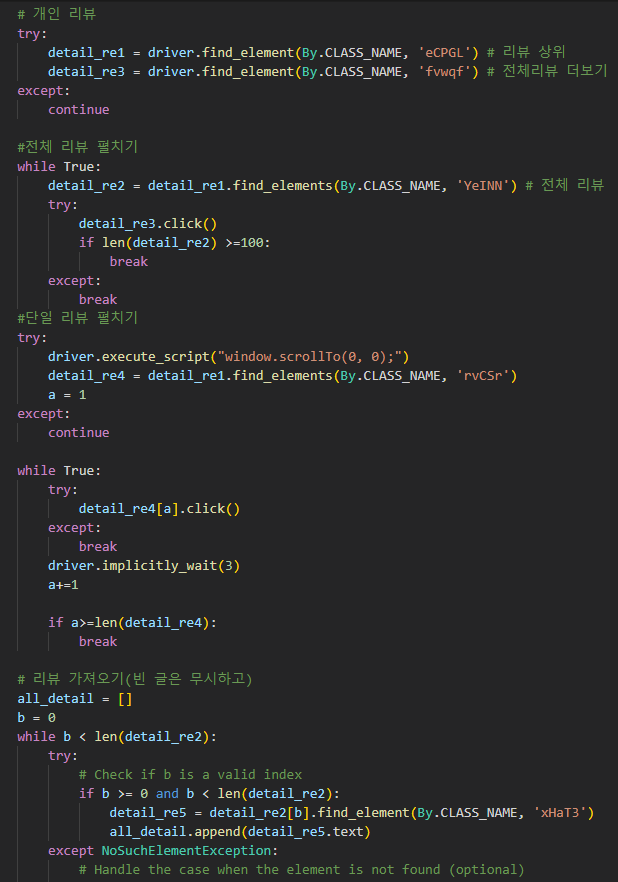 # 개인 리뷰
try:
    detail_re1 = driver.find_element(By.CLASS_NAME, 'eCPGL') # 리뷰 상위
    detail_re3 = driver.find_element(By.CLASS_NAME, 'fvwqf') # 전체리뷰 더보기
except:
    continue

#전체 리뷰 펼치기
while True:
    detail_re2 = detail_re1.find_elements(By.CLASS_NAME, 'YeINN') # 전체 리뷰
    try:
        detail_re3.click()
        if len(detail_re2) >=100:
            break
    except:
        break
#단일 리뷰 펼치기
try:
    driver.execute_script("window.scrollTo(0, 0);")
    detail_re4 = detail_re1.find_elements(By.CLASS_NAME, 'rvCSr')
    a = 1
except:
    continue

while True:
    try:
        detail_re4[a].click()
    except:
        break
    driver.implicitly_wait(3)
    a+=1

    if a>=len(detail_re4):
        break

# 리뷰 가져오기(빈 글은 무시하고)
all_detail = []
b = 0
while b < len(detail_re2):
    try:
        # Check if b is a valid index
        if b >= 0 and b < len(detail_re2):
            detail_re5 = detail_re2[b].find_element(By.CLASS_NAME, 'xHaT3')
            all_detail.append(detail_re5.text)
    except NoSuchElementException:
        # Handle the case when the element is not found (optional)